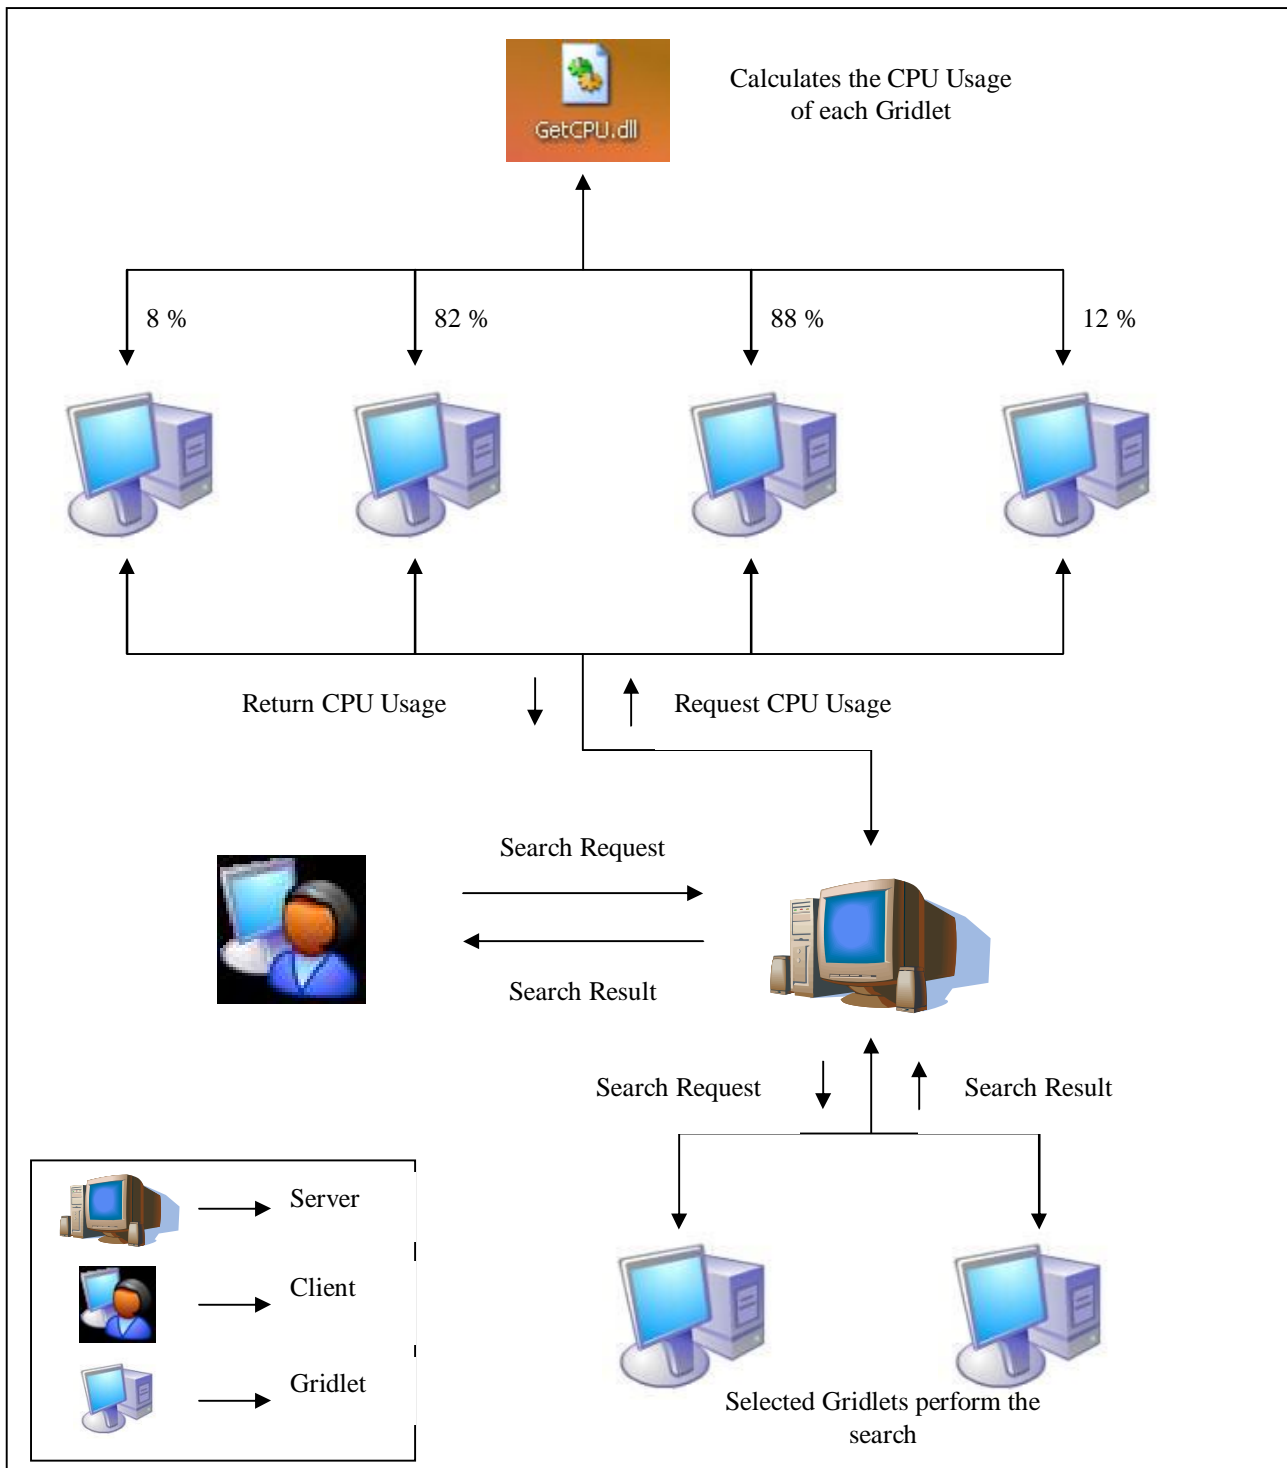 GetCPU.dll
Calculates the CPU Usage
of each Gridlet
8 %
82 %
88 %
12 %
Return CPU Usage
Request CPU Usage
Search Request
Search Result
Search Request
Search Result
Server
Client
Gridlet
Selected Gridlets perform the
search